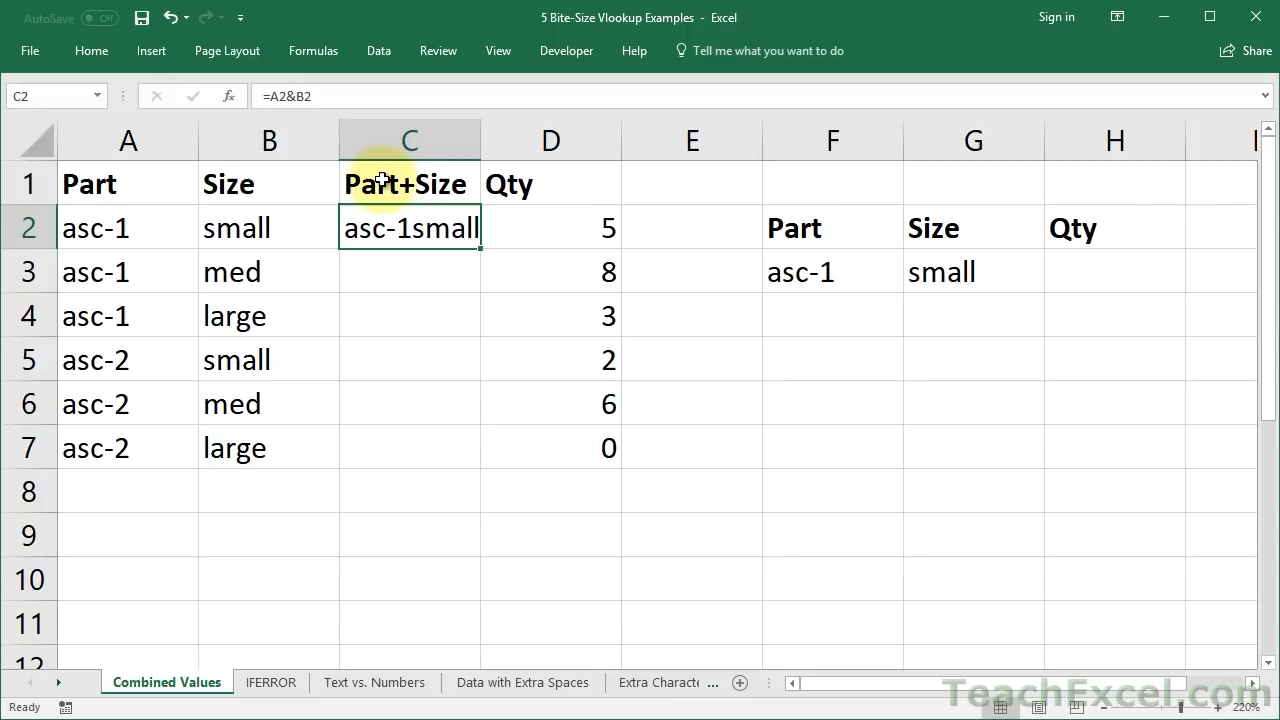 AutoSave Off
5 Bite-Size Vlookup Examples - Excel
Sign in
File Home Insert Page Layout Formulas Data Review View Developer Help Tell me what you want to do Share
C2 fx =A2&B2
A B C D E F G H I
1 Part Size Part+Size Qty
2 asc-1 small asc-1small 5 Part Size Qty
3 asc-1 med 8 asc-1 small
4 asc-1 large 3
5 asc-2 small 2
6 asc-2 med 6
7 asc-2 large 0
8
9
10
11
12
Combined Values IFERROR Text vs. Numbers Data with Extra Spaces Extra Characte ...
TeachExcel.com
Ready 220%